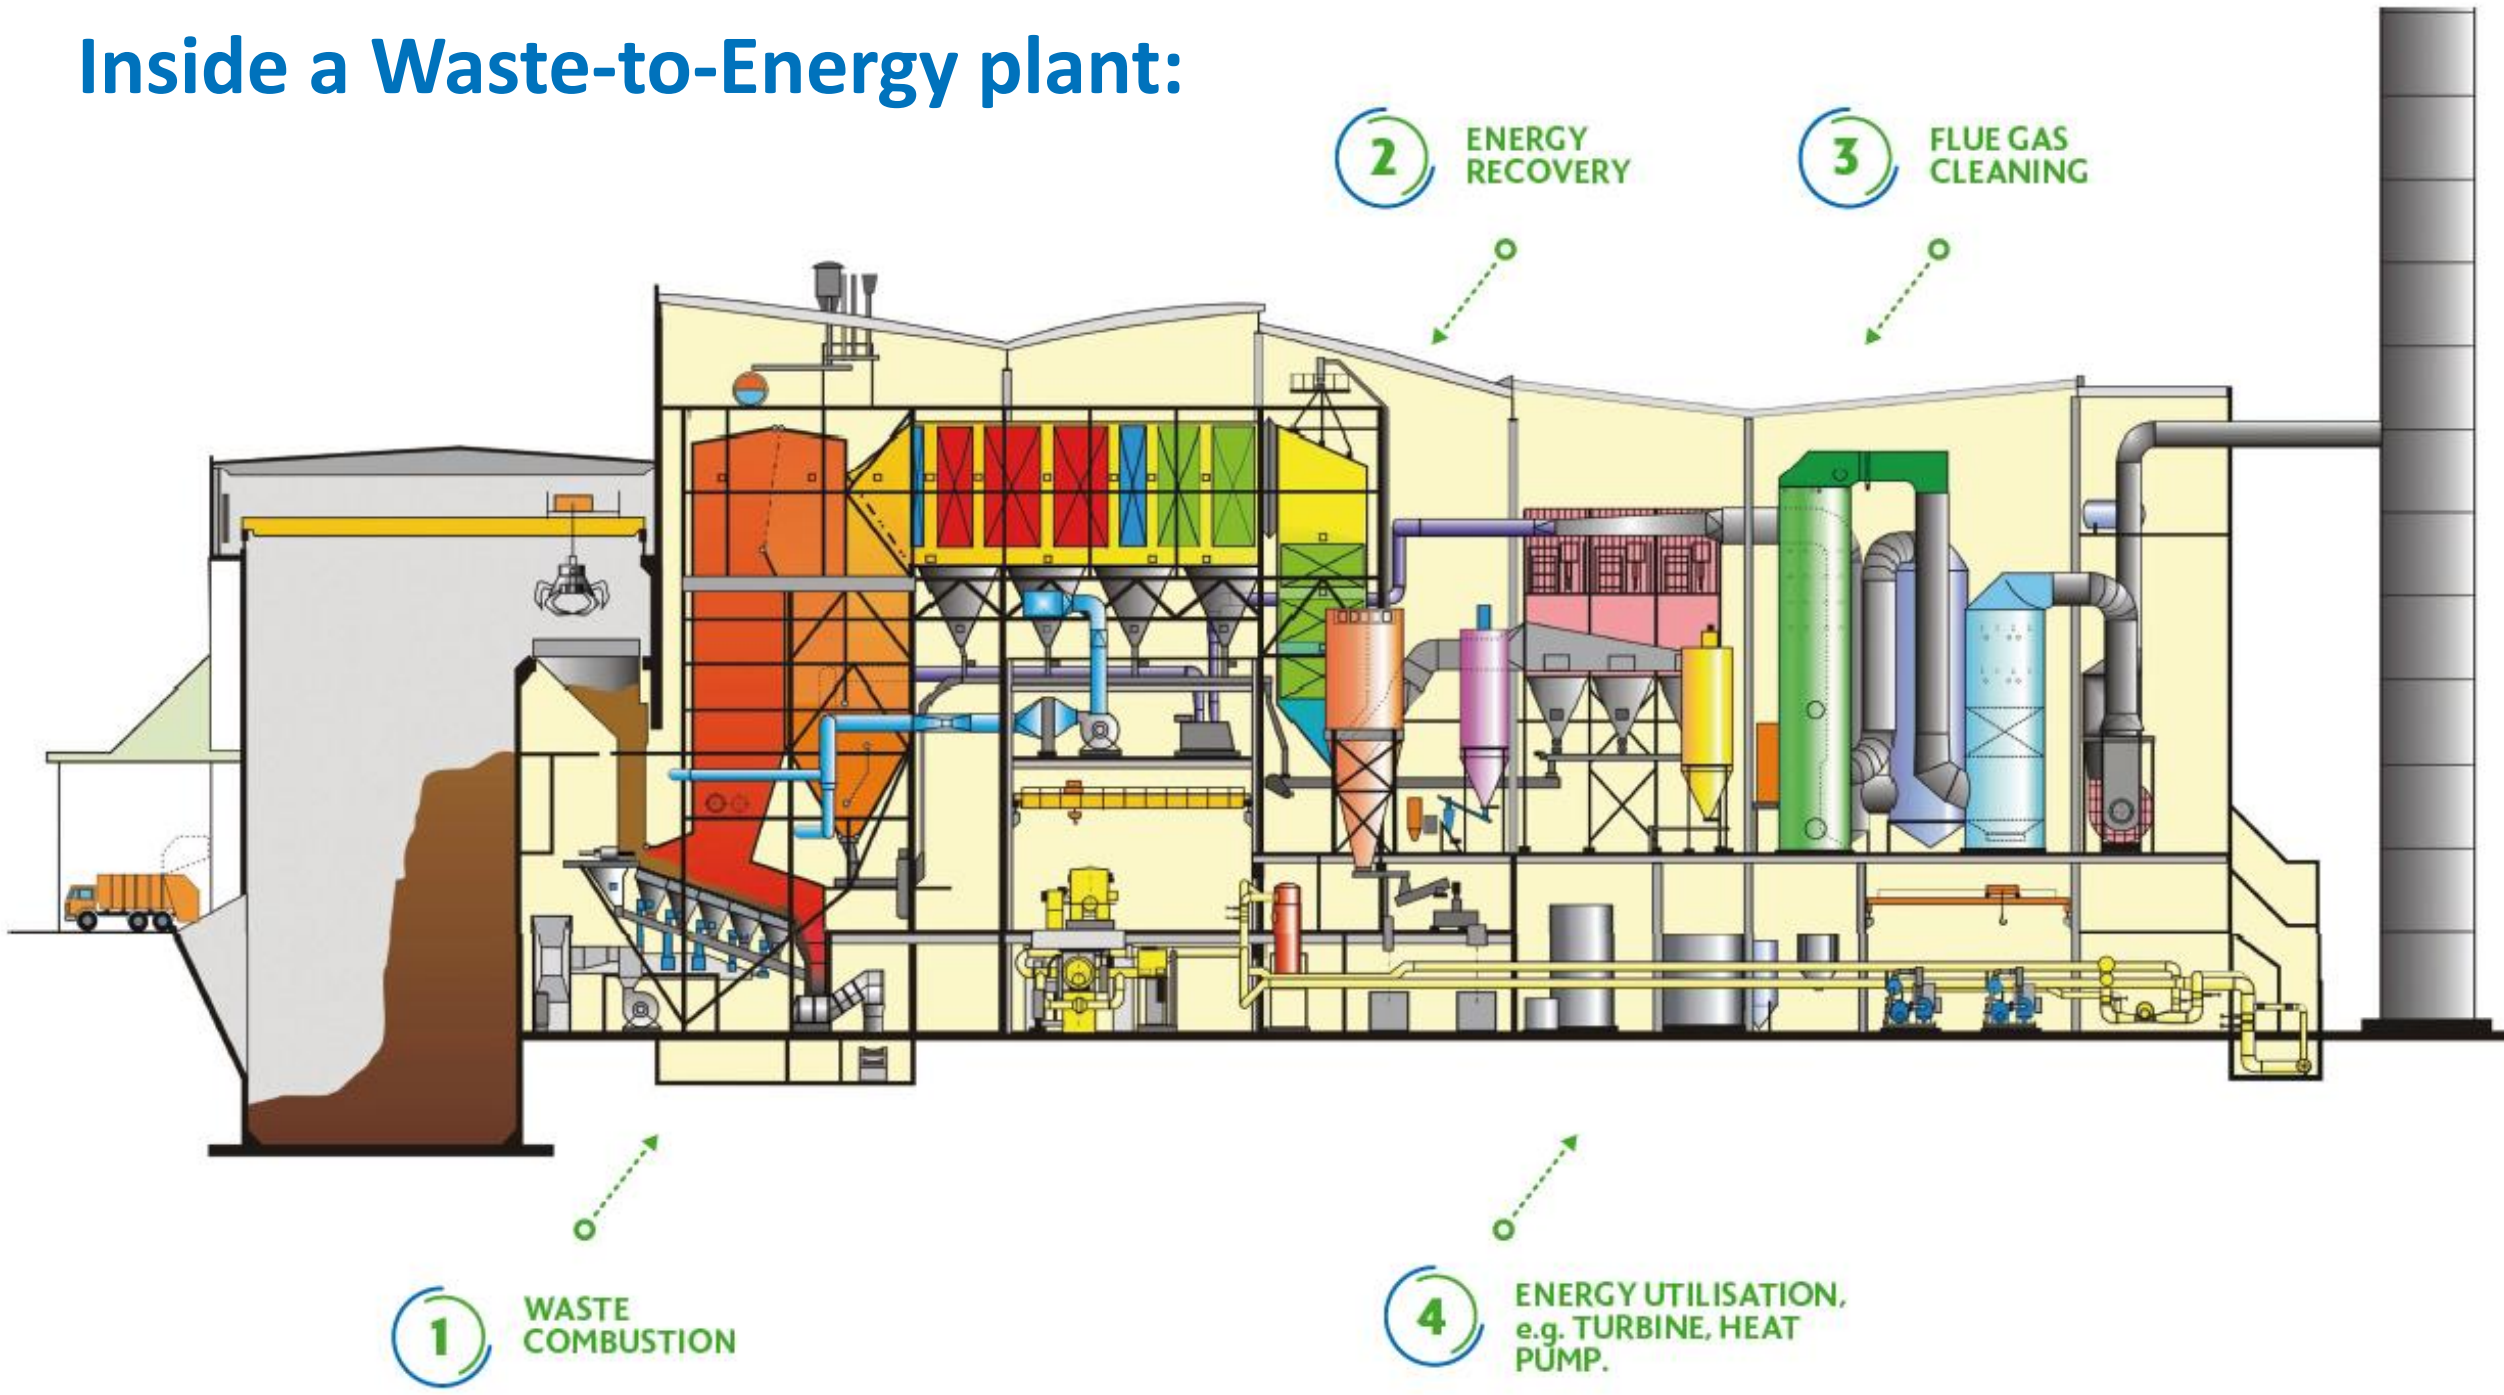 Inside a Waste-to-Energy plant:
2
ENERGY
RECOVERY
3
FLUE GAS
CLEANING
1
WASTE
COMBUSTION
4
ENERGY UTILISATION,
e.g. TURBINE, HEAT
PUMP.